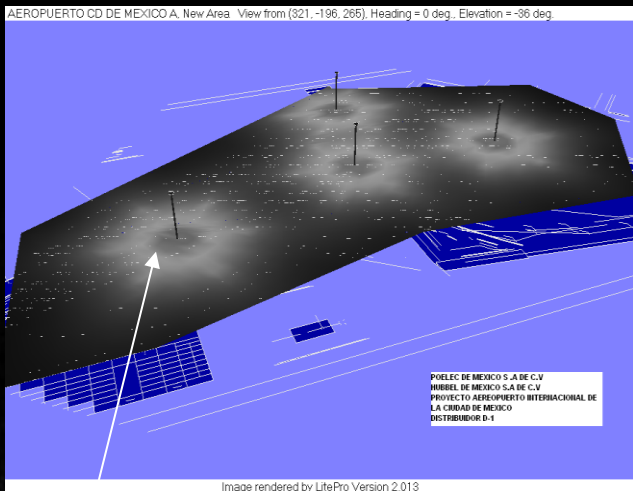 AEROPUERTO CD DE MEXICO A, New Area   View from (321, -196, 265), Heading = 0 deg., Elevation = -36 deg.
POELEC DE MEXICO S .A DE C.V
HUBBEL DE MEXICO S.A DE C.V
PROYECTO AEREOPUERTO IIITERIIACIONAL DE
LA CIUDAD DE MEXICO
DISTRIBUIDOR D-1
Image rendered by LitePro Version 2.013